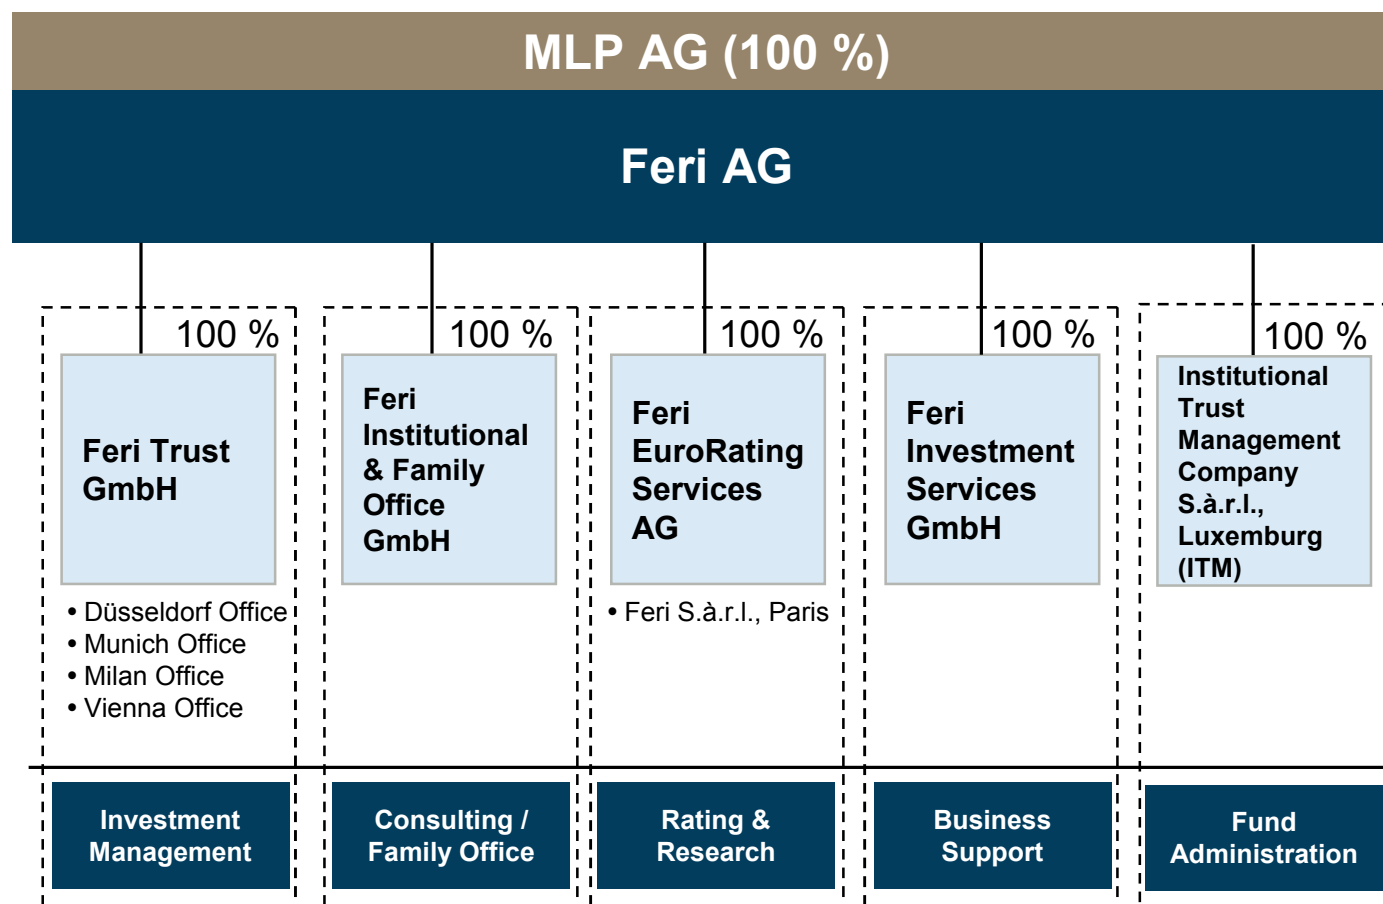 MLP AG (100 %)
Feri AG
100 %
100 %
100 %
100 %
100 %
Feri Trust
GmbH
Feri
Institutional
& Family
Office
GmbH
Feri
EuroRating
Services
AG
Feri
Investment
Services
GmbH
Institutional
Trust
Management
Company
S.à.r.l.,
Luxemburg
(ITM)
• Düsseldorf Office
• Munich Office
• Milan Office
• Vienna Office
• Feri S.à.r.l., Paris
Investment
Management
Consulting /
Family Office
Rating &
Research
Business
Support
Fund
Administration